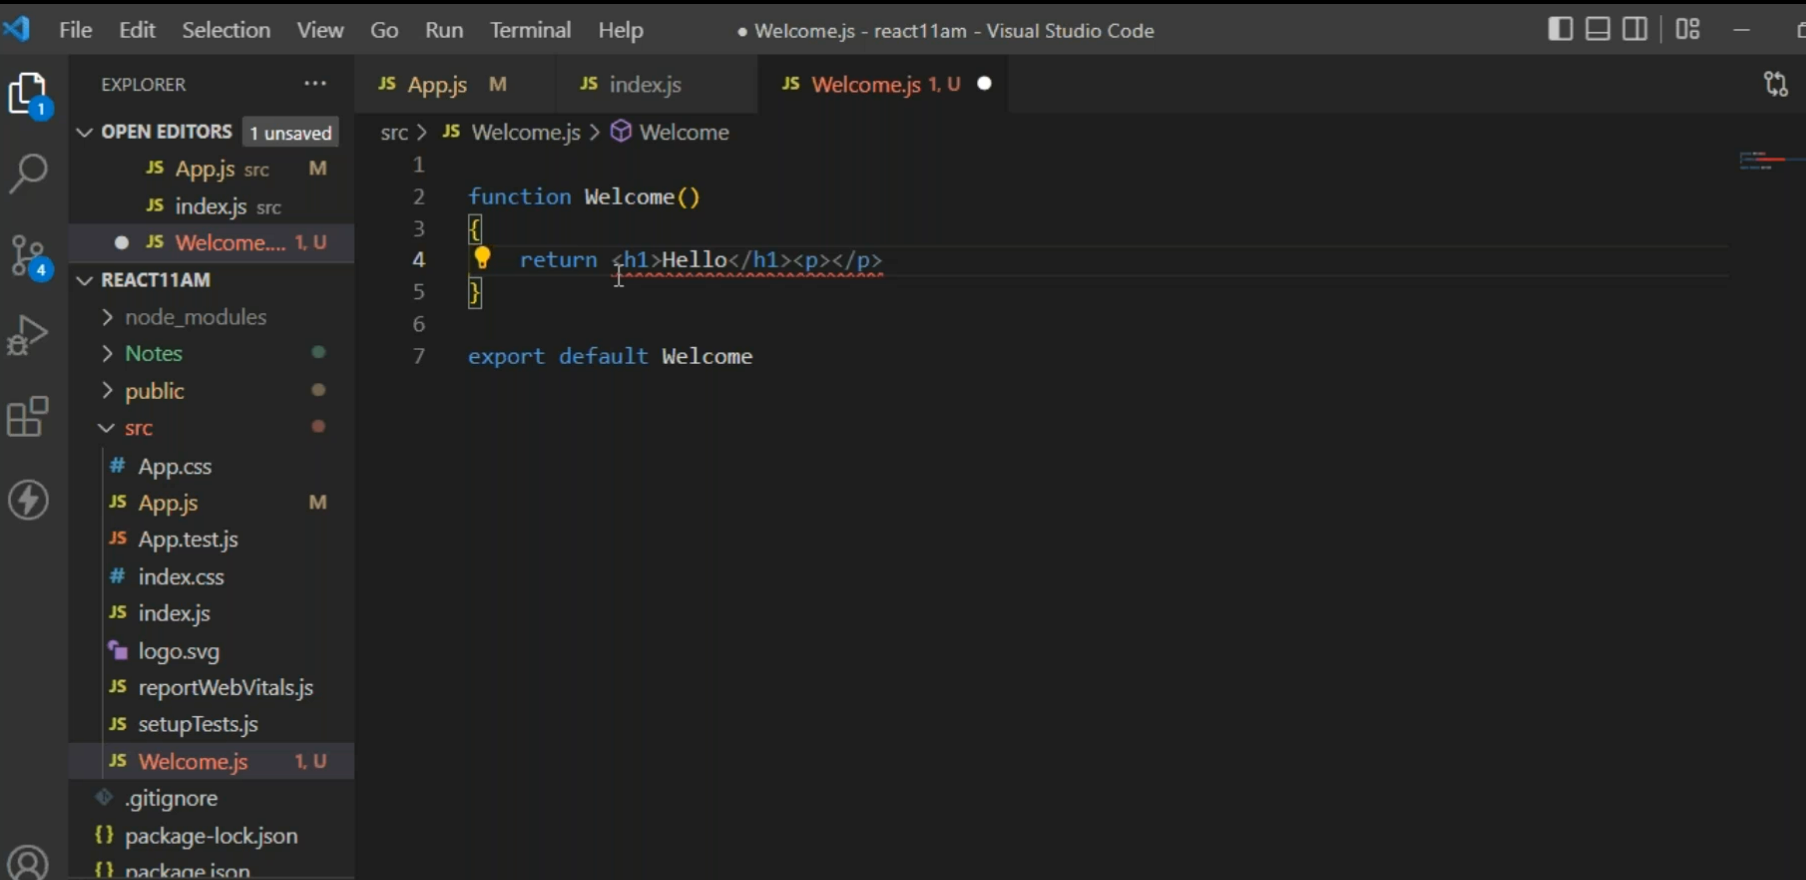 File Edit Selection View Go Run Terminal Help ● Welcome.js - react11am - Visual Studio Code
EXPLORER ···
JS App.js M JS index.js JS Welcome.js 1, U
1
OPEN EDITORS 1 unsaved
src > JS Welcome.js > Welcome
JS App.js src M
JS index.js src
JS Welcome.... 1, U
4
REACT11AM
node_modules
Notes
public
src
# App.css
JS App.js M
JS App.test.js
# index.css
JS index.js
logo.svg
JS reportWebVitals.js
JS setupTests.js
JS Welcome.js 1, U
.gitignore
{} package-lock.json
{} package.json
1
2 function Welcome()
3 {
4 return <h1>Hello</h1><p></p>
5 }
6
7 export default Welcome